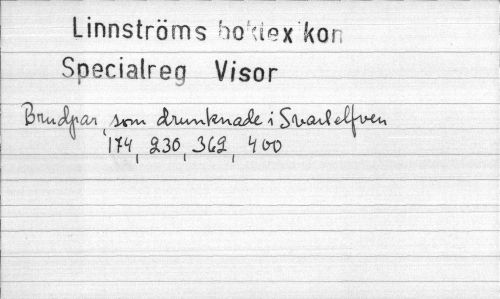 Linnströms boklexikon
Specialreg Visor
Brudpar, som drunknade i Svartelfven
174, 230, 362, 400